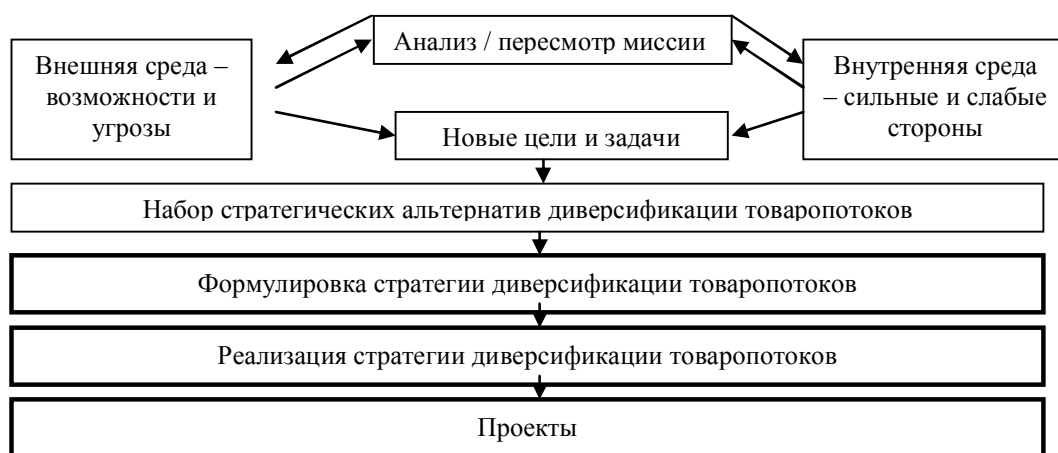 Анализ / пересмотр миссии
Внешняя среда –
возможности и
угрозы
Внутренняя среда
– сильные и слабые
стороны
Новые цели и задачи
Набор стратегических альтернатив диверсификации товаропотоков
Формулировка стратегии диверсификации товаропотоков
Реализация стратегии диверсификации товаропотоков
Проекты